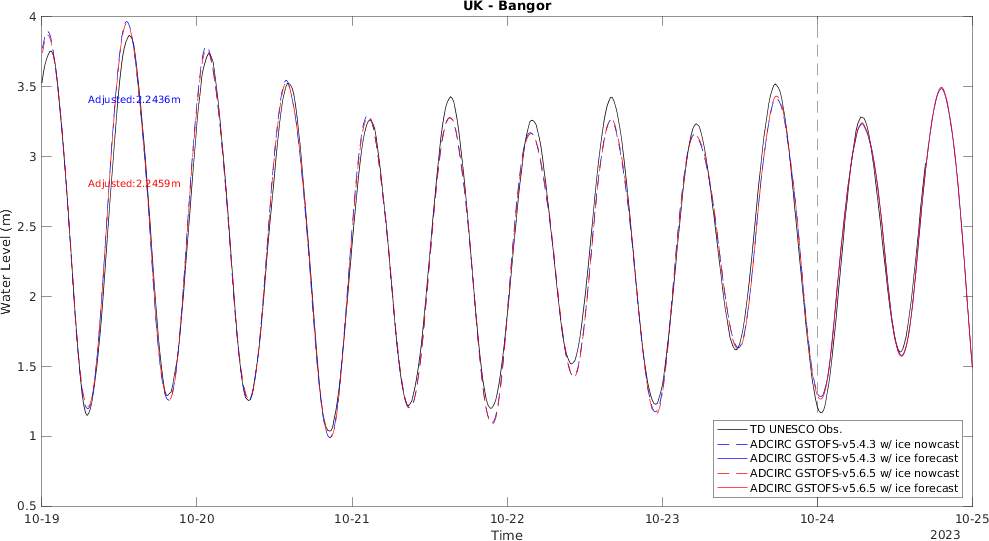 UK - Bangor
4
3.5
3
2.5
2
1.5
1
0.5
Water Level (m)
Adjusted:2.2436m
Adjusted:2.2459m
TD UNESCO Obs.
ADCIRC GSTOFS-v5.4.3 w/ ice nowcast
ADCIRC GSTOFS-v5.4.3 w/ ice forecast
ADCIRC GSTOFS-v5.6.5 w/ ice nowcast
ADCIRC GSTOFS-v5.6.5 w/ ice forecast
10-19 10-20 10-21 10-22 10-23 10-24 10-25
Time
2023